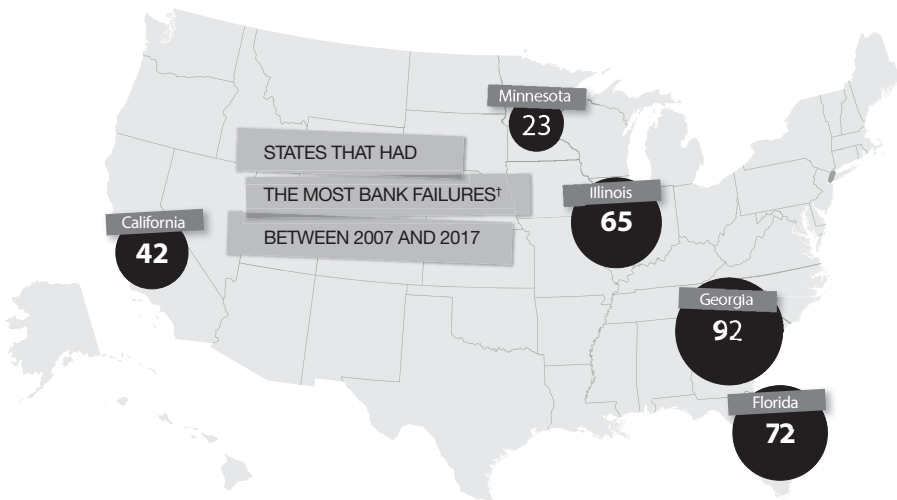 Minnesota
23
STATES THAT HAD
THE MOST BANK FAILURES†
BETWEEN 2007 AND 2017
Illinois
65
California
42
Georgia
92
Florida
72